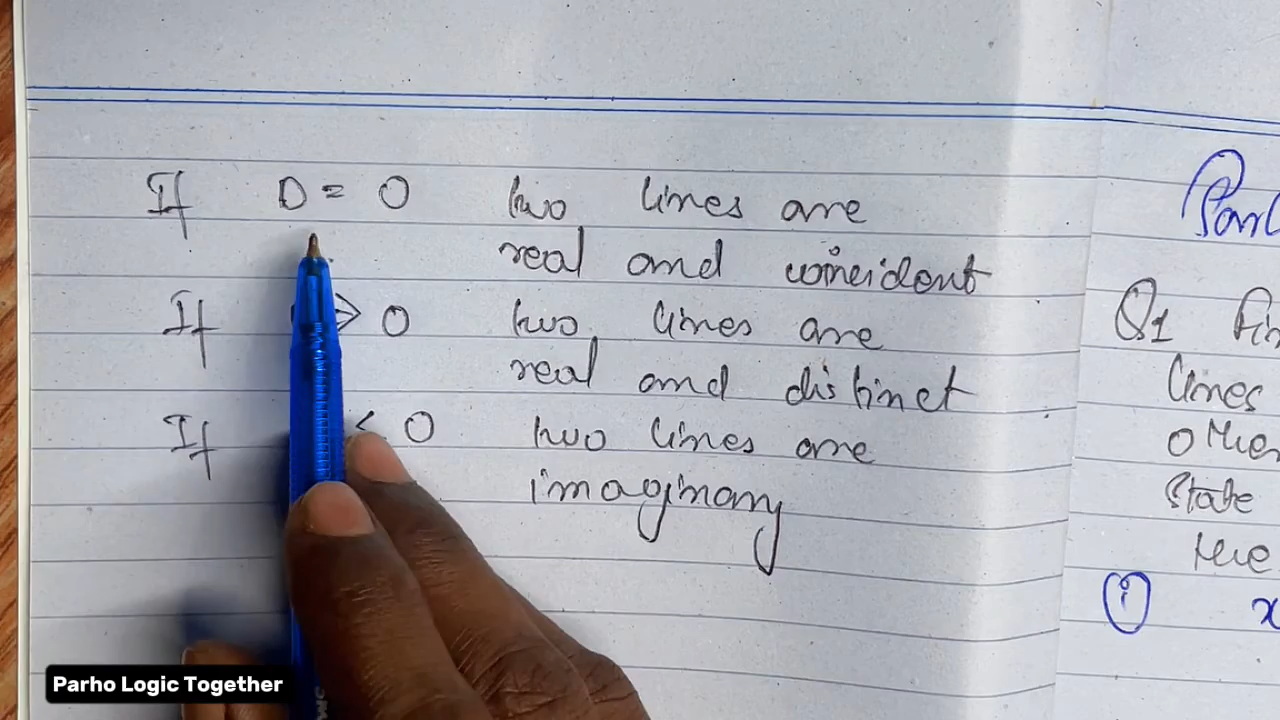 If D = 0 two lines are
real and coincident
If > 0 two lines are
real and distinct
If < 0 two lines are
imaginary
Q1
lines
State
the
i x
Parho Logic Together